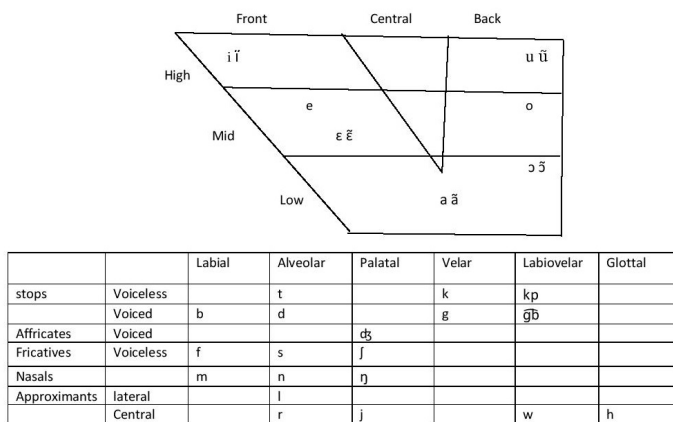 Front Central Back
i ĩ u ũ
High
e o
Mid ɛ ɛ̃
ɔ ɔ̃
Low a ã
Labial Alveolar Palatal Velar Labiovelar Glottal
stops Voiceless t k kp
Voiced b d g g͡b
Affricates Voiced ʤ
Fricatives Voiceless f s ʃ
Nasals m n ŋ
Approximants lateral l
Central r j w h